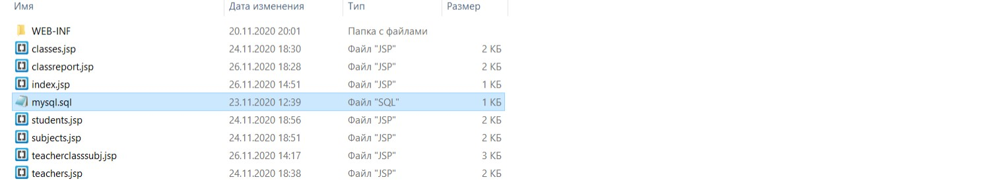 Имя Дата изменения Тип Размер
WEB-INF 20.11.2020 20:01 Папка с файлами
classes.jsp 24.11.2020 18:30 Файл "JSP" 2 КБ
classreport.jsp 26.11.2020 18:28 Файл "JSP" 2 КБ
index.jsp 26.11.2020 14:51 Файл "JSP" 1 КБ
mysql.sql 23.11.2020 12:39 Файл "SQL" 1 КБ
students.jsp 24.11.2020 18:56 Файл "JSP" 2 КБ
subjects.jsp 24.11.2020 18:51 Файл "JSP" 2 КБ
teacherclasssubj.jsp 26.11.2020 14:17 Файл "JSP" 3 КБ
teachers.jsp 24.11.2020 18:38 Файл "JSP" 2 КБ